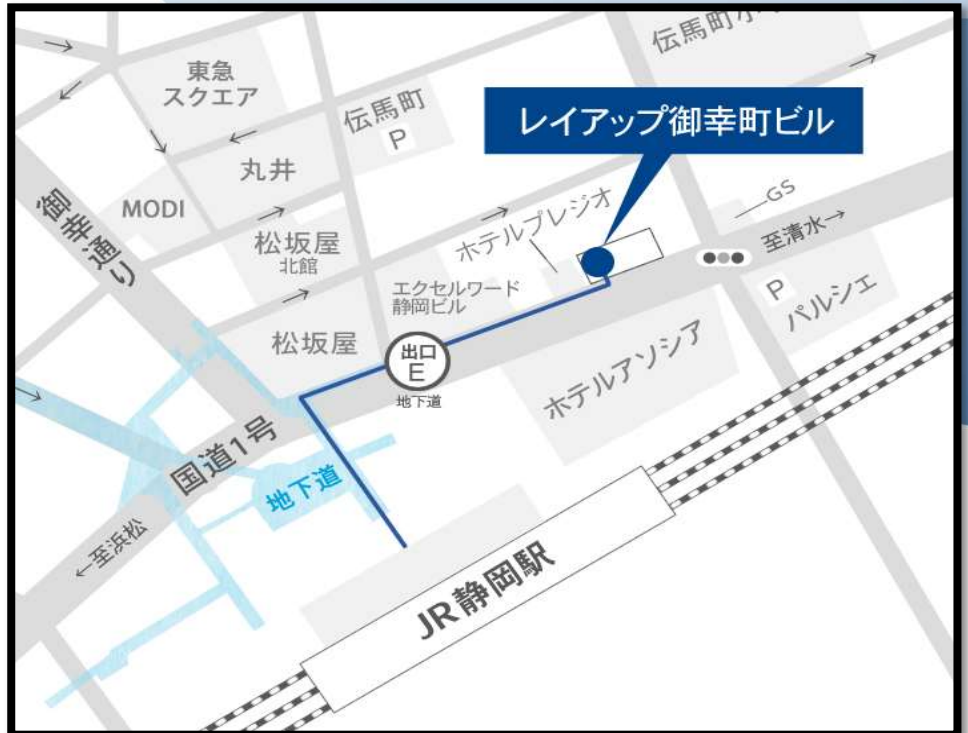 東急
スクエア
伝馬町
P
伝馬町
レイアップ御幸町ビル
丸井
MODI
御幸通り
松坂屋
北館
ホテルプレジオ
GS
至清水→
エクセルワード
静岡ビル
P
パルシェ
松坂屋
出口
E
地下道
ホテルアソシア
国道1号
地下道
←至浜松
JR静岡駅